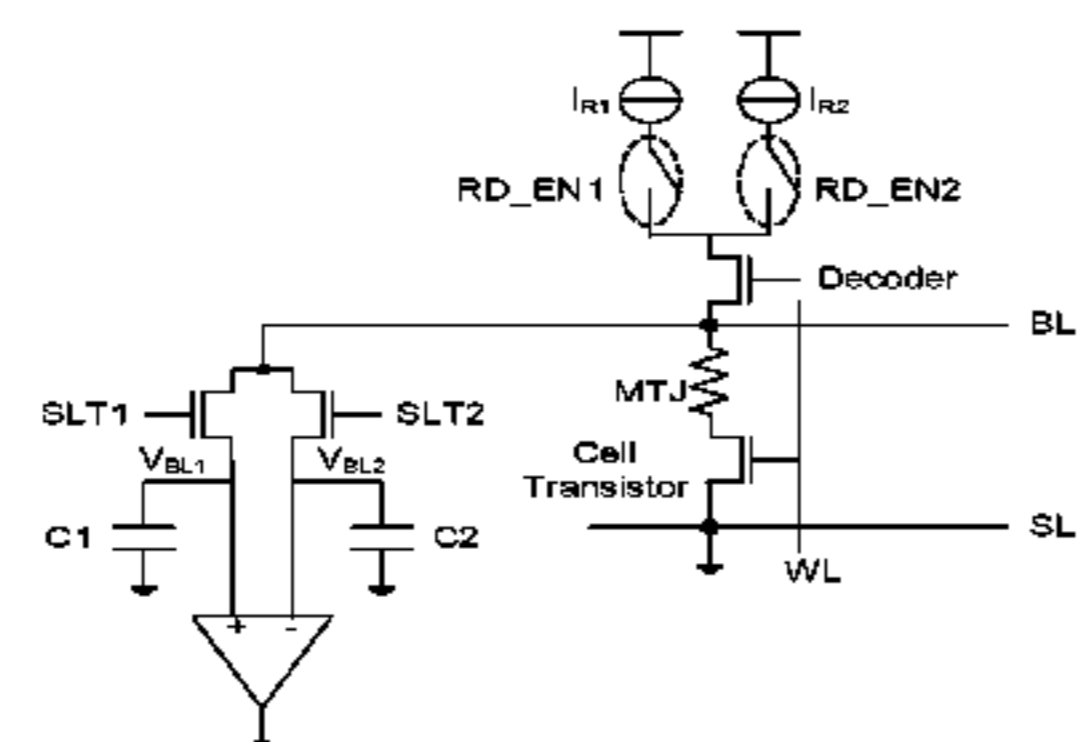 IR1
IR2
RD_EN1
RD_EN2
Decoder
BL
MTJ
SLT1
SLT2
VBL1
VBL2
Cell
Transistor
C1
C2
SL
WL
+
-